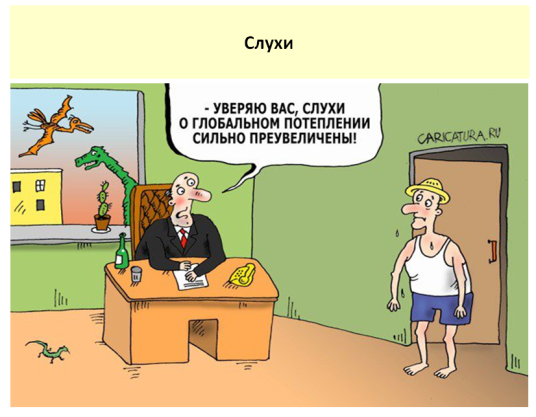 Слухи
- УВЕРЯЮ ВАС, СЛУХИ
О ГЛОБАЛЬНОМ ПОТЕПЛЕНИИ
СИЛЬНО ПРЕУВЕЛИЧЕНЫ!
CARICATURA.RU